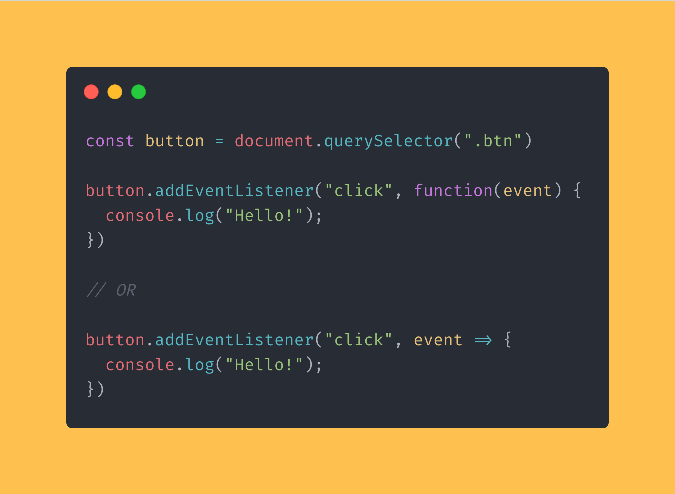 const button = document.querySelector(".btn")
button.addEventListener("click", function(event) {
  console.log("Hello!");
})
// OR
button.addEventListener("click", event => {
  console.log("Hello!");
})